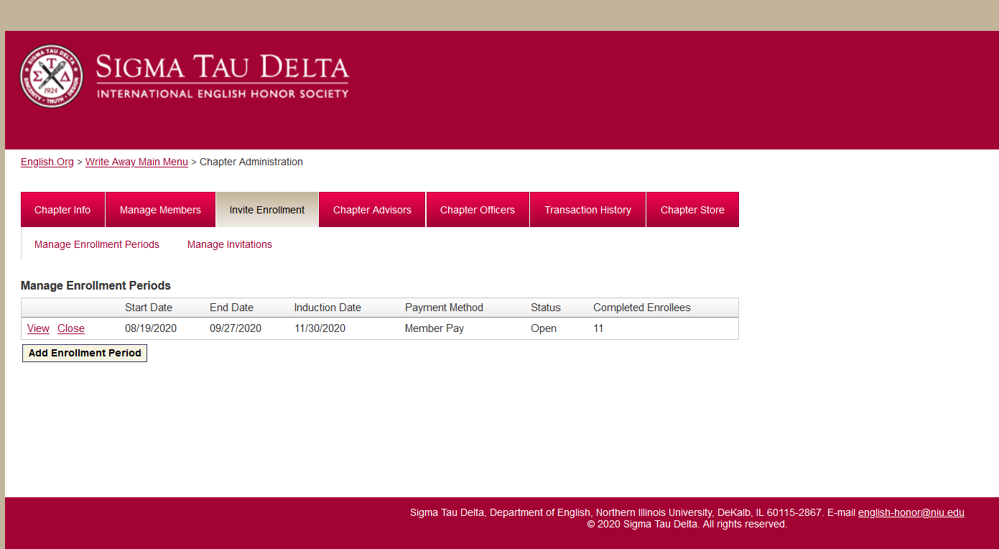 SIGMA TAU DELTA
ΣΤΔ
1924
SINCERITY • TRUTH • DESIGN
SIGMA TAU DELTA
INTERNATIONAL ENGLISH HONOR SOCIETY
English.Org > Write Away Main Menu > Chapter Administration
Chapter Info Manage Members Invite Enrollment Chapter Advisors Chapter Officers Transaction History Chapter Store
Manage Enrollment Periods Manage Invitations
Manage Enrollment Periods
Start Date End Date Induction Date Payment Method Status Completed Enrollees
View Close 08/19/2020 09/27/2020 11/30/2020 Member Pay Open 11
Add Enrollment Period
Sigma Tau Delta, Department of English, Northern Illinois University, DeKalb, IL 60115-2867. E-mail english-honor@niu.edu
© 2020 Sigma Tau Delta. All rights reserved.